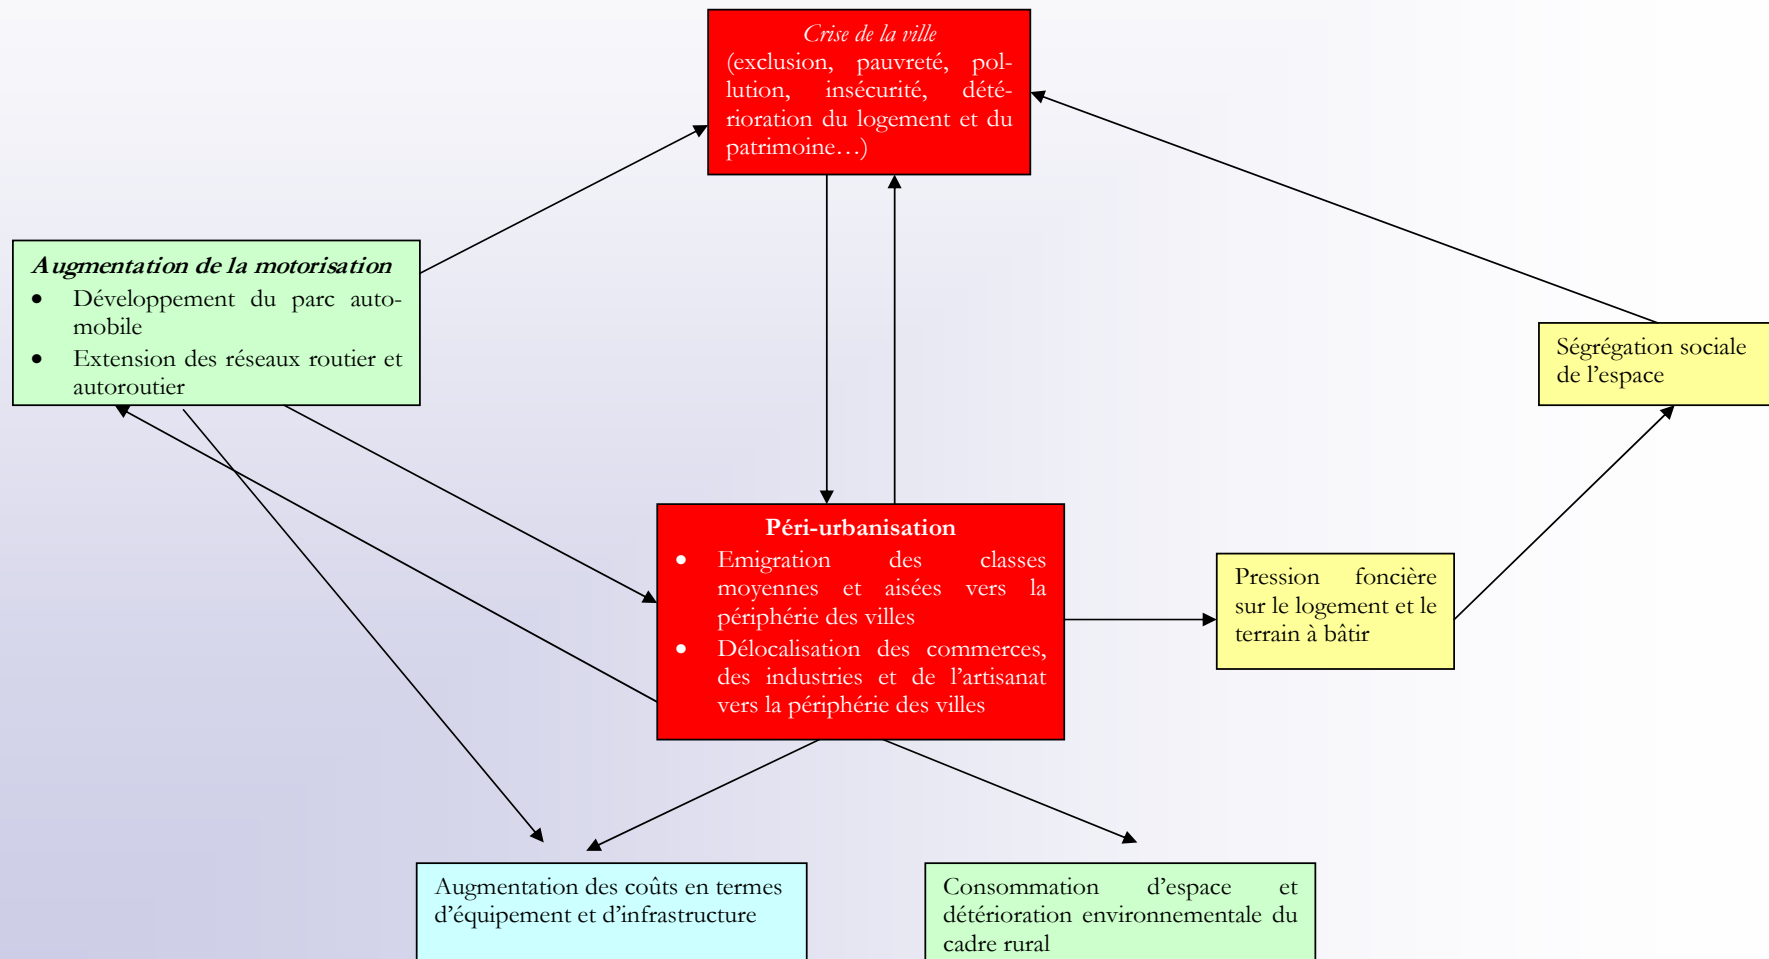 Crise de la ville
(exclusion, pauvreté, pol-
lution, insécurité, dété-
rioration du logement et du
patrimoine…)
Augmentation de la motorisation
• Développement du parc auto-
mobile
• Extension des réseaux routier et
autoroutier
Ségrégation sociale
de l’espace
Péri-urbanisation
• Emigration des classes
moyennes et aisées vers la
périphérie des villes
• Délocalisation des commerces,
des industries et de l’artisanat
vers la périphérie des villes
Pression foncière
sur le logement et le
terrain à bâtir
Augmentation des coûts en termes
d’équipement et d’infrastructure
Consommation d’espace et
détérioration environnementale du
cadre rural